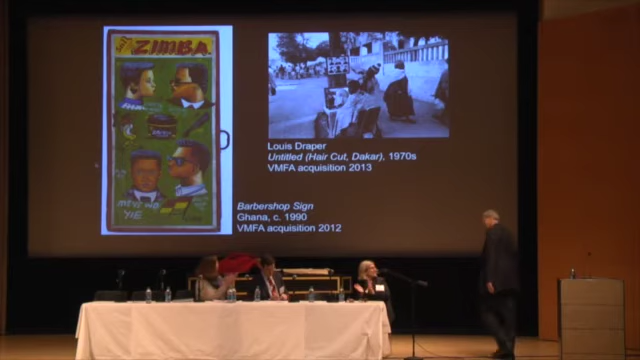 ZIMBA
Louis Draper
Untitled (Hair Cut, Dakar), 1970s
VMFA acquisition 2013
Barbershop Sign
Ghana, c. 1990
VMFA acquisition 2012